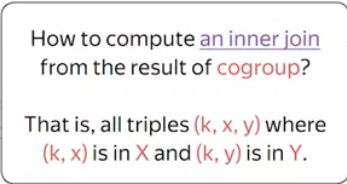 How to compute an inner join
from the result of cogroup?
That is, all triples (k, x, y) where
(k, x) is in X and (k, y) is in Y.